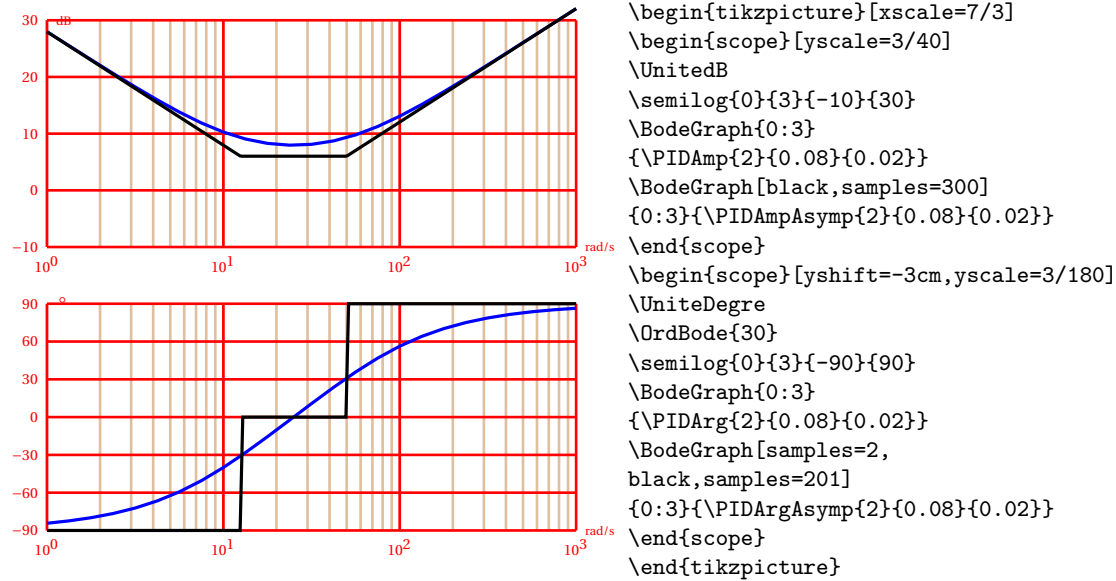 dB
30
20
10
0
−10
10^0 10^1 10^2 10^3 rad/s
°
90
60
30
0
−30
−60
−90
10^0 10^1 10^2 10^3 rad/s
\begin{tikzpicture}[xscale=7/3]
\begin{scope}[yscale=3/40]
\UnitedB
\semilog{0}{3}{-10}{30}
\BodeGraph{0:3}
{\PIDAmp{2}{0.08}{0.02}}
\BodeGraph[black,samples=300]
{0:3}{\PIDAmpAsymp{2}{0.08}{0.02}}
\end{scope}
\begin{scope}[yshift=-3cm,yscale=3/180]
\UniteDegre
\OrdBode{30}
\semilog{0}{3}{-90}{90}
\BodeGraph{0:3}
{\PIDArg{2}{0.08}{0.02}}
\BodeGraph[samples=2,
black,samples=201]
{0:3}{\PIDArgAsymp{2}{0.08}{0.02}}
\end{scope}
\end{tikzpicture}